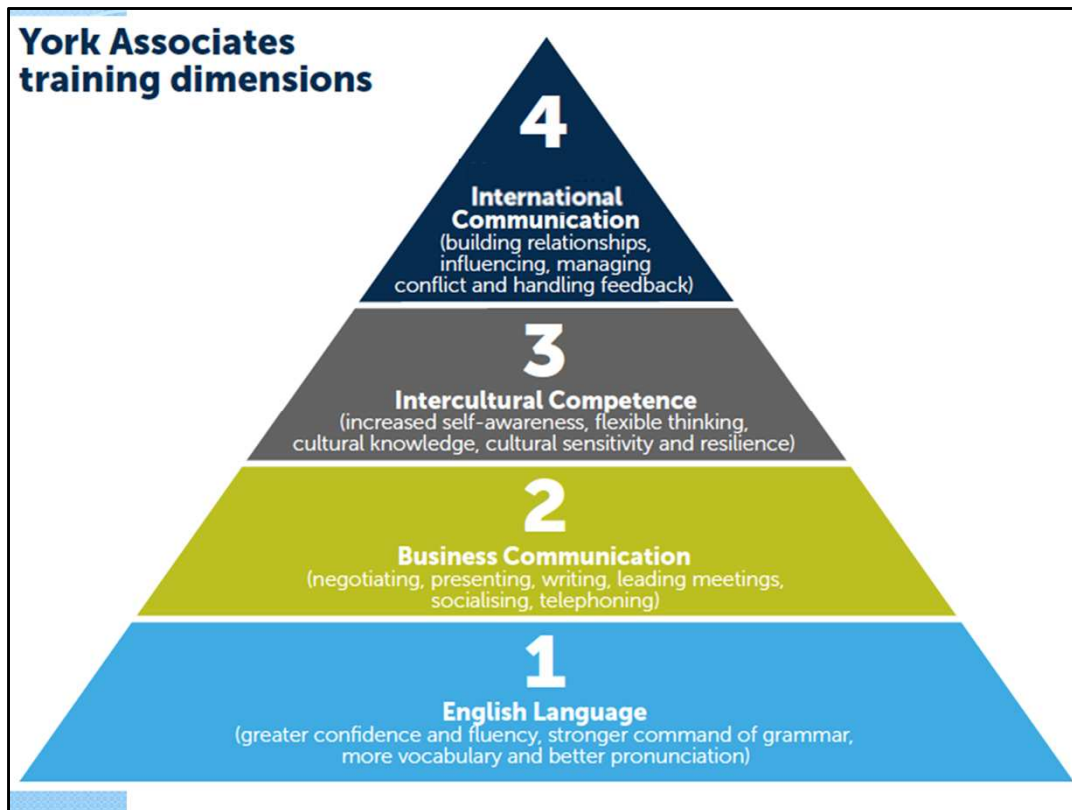 York Associates
training dimensions
4
International
Communication
(building relationships,
influencing, managing
conflict and handling feedback)
3
Intercultural Competence
(increased self-awareness, flexible thinking,
cultural knowledge, cultural sensitivity and resilience)
2
Business Communication
(negotiating, presenting, writing, leading meetings,
socialising, telephoning)
1
English Language
(greater confidence and fluency, stronger command of grammar,
more vocabulary and better pronunciation)